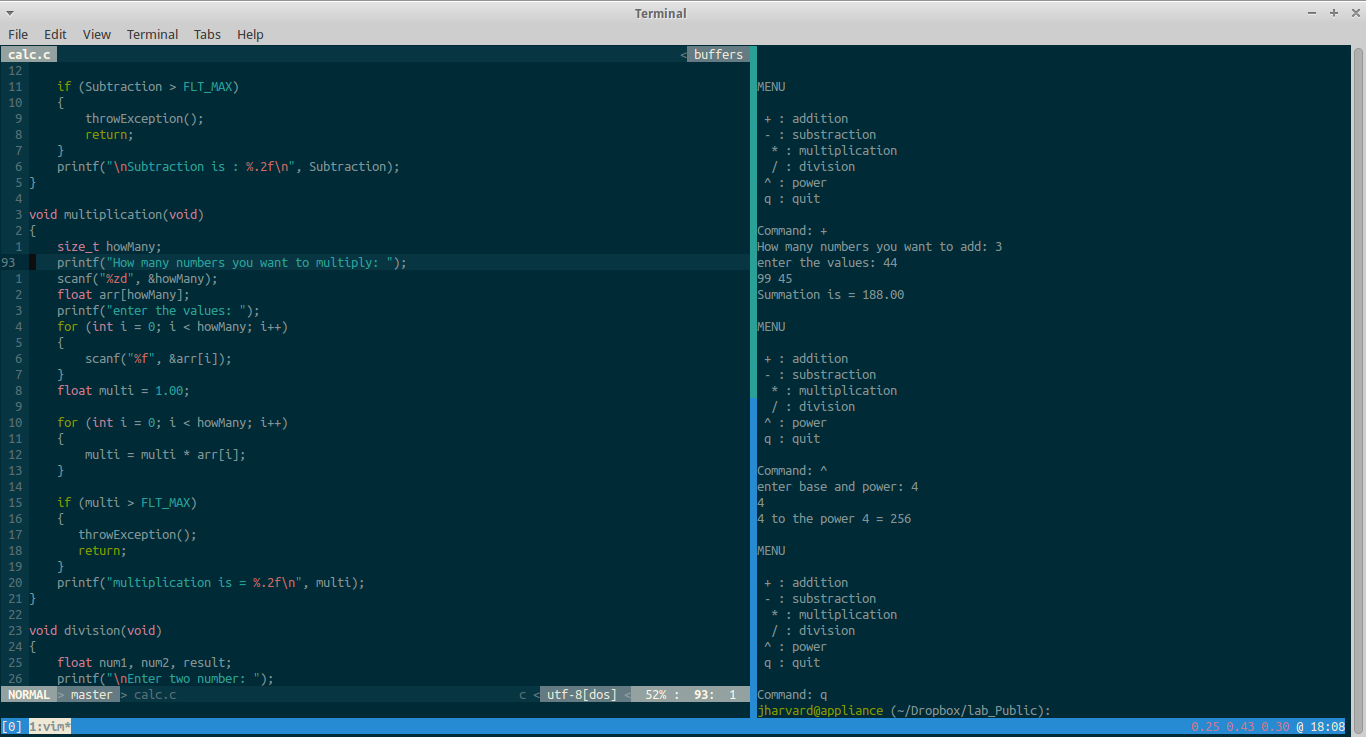 Terminal
File Edit View Terminal Tabs Help
calc.c < buffers
12
11     if (Subtraction > FLT_MAX)
10     {
9         throwException();
8         return;
7     }
6     printf("\nSubtraction is : %.2f\n", Subtraction);
5 }
4
3 void multiplication(void)
2 {
1     size_t howMany;
93     printf("How many numbers you want to multiply: ");
1     scanf("%zd", &howMany);
2     float arr[howMany];
3     printf("enter the values: ");
4     for (int i = 0; i < howMany; i++)
5     {
6         scanf("%f", &arr[i]);
7     }
8     float multi = 1.00;
9
10     for (int i = 0; i < howMany; i++)
11     {
12         multi = multi * arr[i];
13     }
14
15     if (multi > FLT_MAX)
16     {
17        throwException();
18        return;
19     }
20     printf("multiplication is = %.2f\n", multi);
21 }
22
23 void division(void)
24 {
25     float num1, num2, result;
26     printf("\nEnter two number: ");
NORMAL > master > calc.c c < utf-8[dos] < 52% : 93: 1
MENU
+ : addition
- : substraction
* : multiplication
/ : division
^ : power
q : quit
Command: +
How many numbers you want to add: 3
enter the values: 44
99 45
Summation is = 188.00
MENU
+ : addition
- : substraction
* : multiplication
/ : division
^ : power
q : quit
Command: ^
enter base and power: 4
4
4 to the power 4 = 256
MENU
+ : addition
- : substraction
* : multiplication
/ : division
^ : power
q : quit
Command: q
jharvard@appliance (~/Dropbox/lab_Public):
[0] 1:vim* 0.25 0.43 0.30 @ 18:08